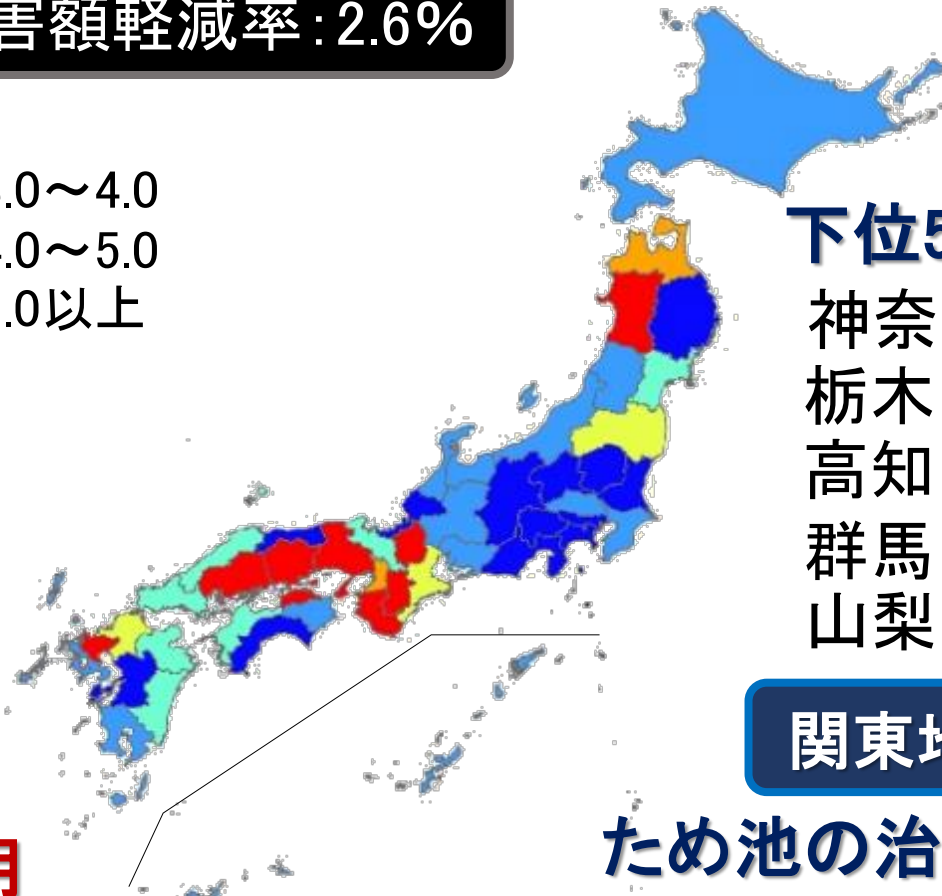 害額軽減率:2.6%
.0～4.0
.0～5.0
.0以上
下位5
神奈
栃木
高知
群馬
山梨
関東地
ため池の治